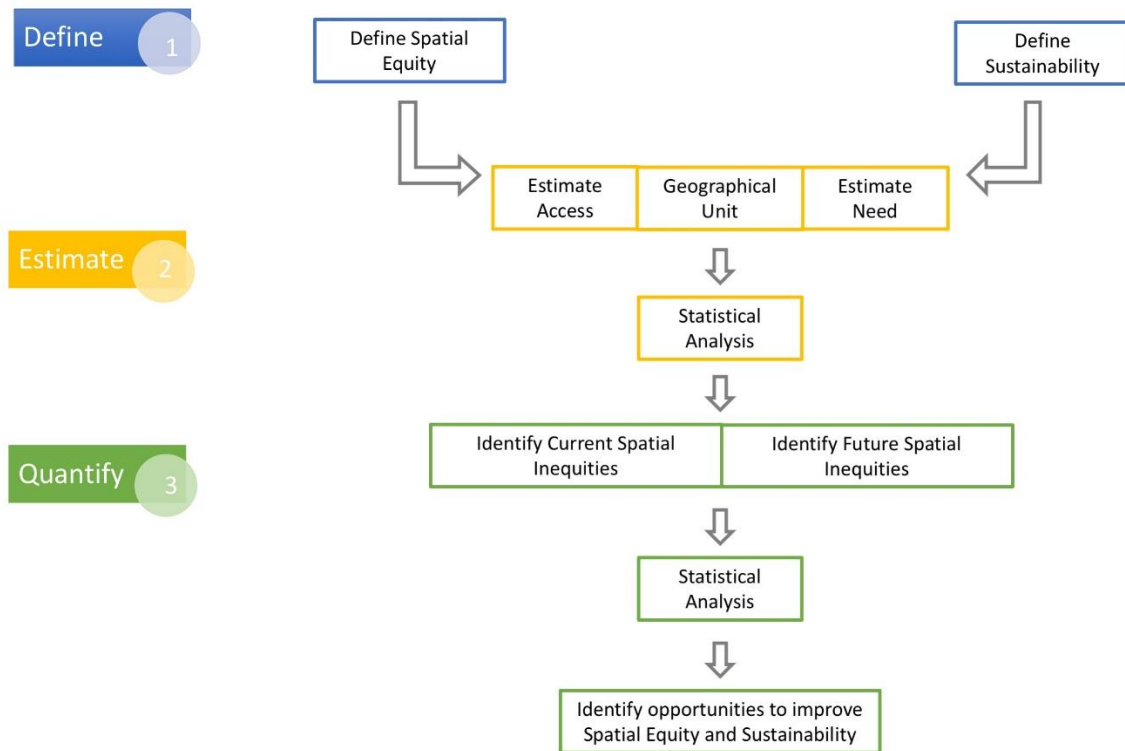 Define
1
Define Spatial
Equity
Define
Sustainability
Estimate
Access
Geographical
Unit
Estimate
Need
Estimate
2
Statistical
Analysis
Identify Current Spatial
Inequities
Identify Future Spatial
Inequities
Quantify
3
Statistical
Analysis
Identify opportunities to improve
Spatial Equity and Sustainability